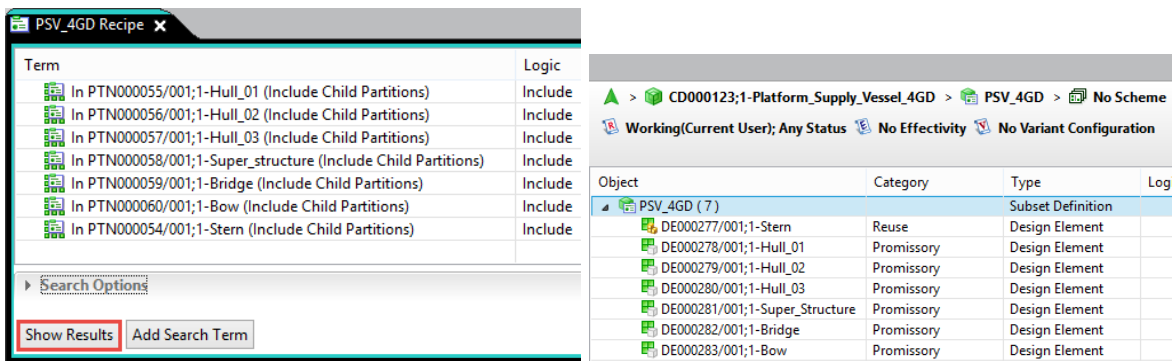 PSV_4GD Recipe
Term Logic
In PTN000055/001;1-Hull_01 (Include Child Partitions) Include
In PTN000056/001;1-Hull_02 (Include Child Partitions) Include
In PTN000057/001;1-Hull_03 (Include Child Partitions) Include
In PTN000058/001;1-Super_structure (Include Child Partitions) Include
In PTN000059/001;1-Bridge (Include Child Partitions) Include
In PTN000060/001;1-Bow (Include Child Partitions) Include
In PTN000054/001;1-Stern (Include Child Partitions) Include
Search Options
Show Results Add Search Term
> CD000123;1-Platform_Supply_Vessel_4GD > PSV_4GD > No Scheme
Working(Current User); Any Status No Effectivity No Variant Configuration
Object Category Type Log
PSV_4GD ( 7 ) Subset Definition
DE000277/001;1-Stern Reuse Design Element
DE000278/001;1-Hull_01 Promissory Design Element
DE000279/001;1-Hull_02 Promissory Design Element
DE000280/001;1-Hull_03 Promissory Design Element
DE000281/001;1-Super_Structure Promissory Design Element
DE000282/001;1-Bridge Promissory Design Element
DE000283/001;1-Bow Promissory Design Element